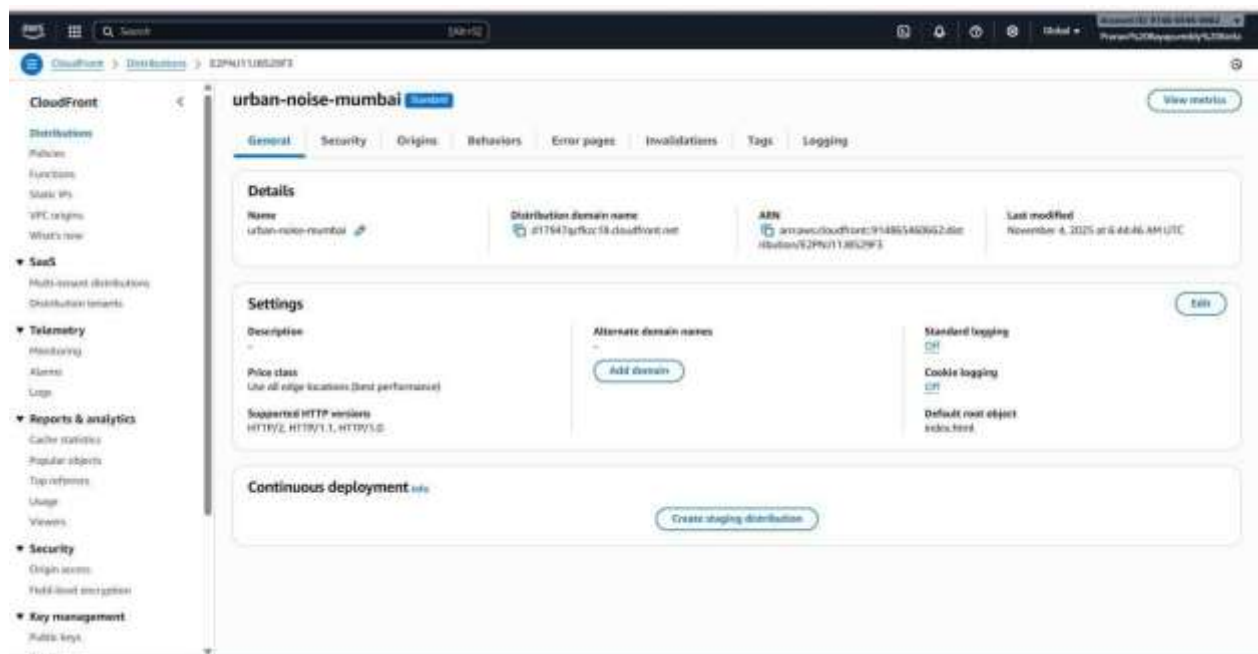 aws
Search
[Alt+S]
Global
CloudFront > Distributions >
CloudFront
Distributions
Policies
Functions
Static IPs
VPC origins
What's new
SaaS
Multi-tenant distributions
Distribution tenants
Telemetry
Monitoring
Alarms
Logs
Reports & analytics
Cache statistics
Popular objects
Top referrers
Usage
Viewers
Security
Origin access
Field-level encryption
Key management
Public keys
urban-noise-mumbai Standard
View metrics
General Security Origins Behaviors Error pages Invalidations Tags Logging
Details
Name
urban-noise-mumbai
Distribution domain name
ARN
Last modified
November 4, 2025 at 6:44:46 AM UTC
Settings
Edit
Description
-
Price class
Use all edge locations (best performance)
Supported HTTP versions
HTTP/2, HTTP/1.1, HTTP/1.0
Alternate domain names
-
Add domain
Standard logging
Off
Cookie logging
Off
Default root object
index.html
Continuous deployment Info
Create staging distribution